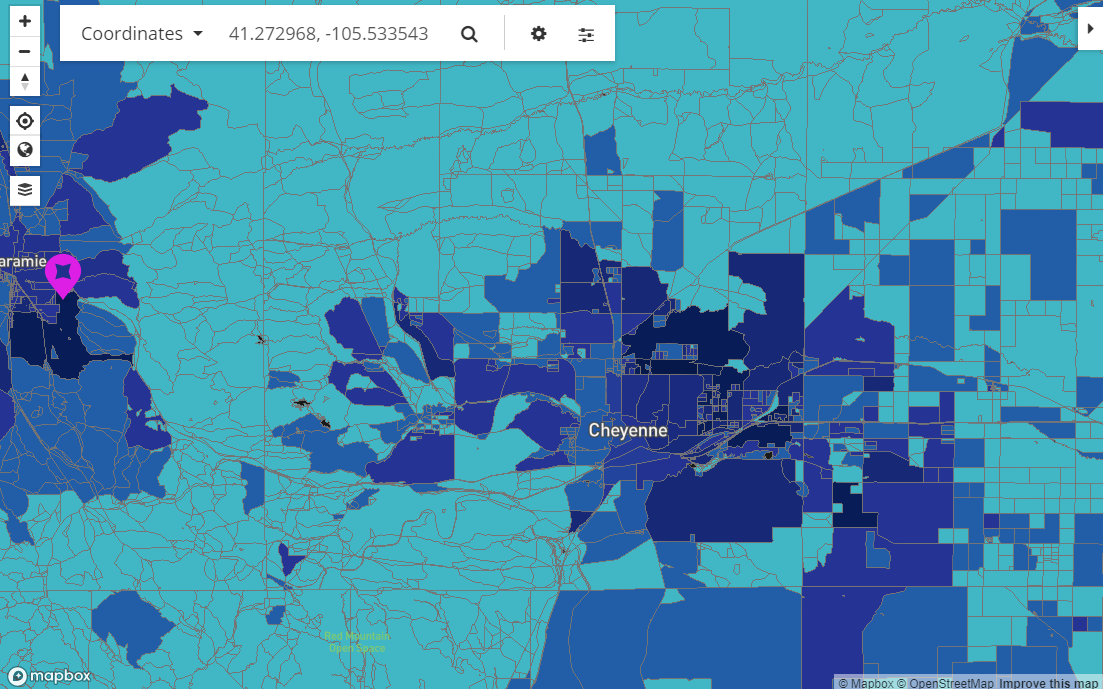 Coordinates
41.272968, -105.533543
aramie
Cheyenne
Red Mountain
Open Space
mapbox
© Mapbox © OpenStreetMap Improve this map